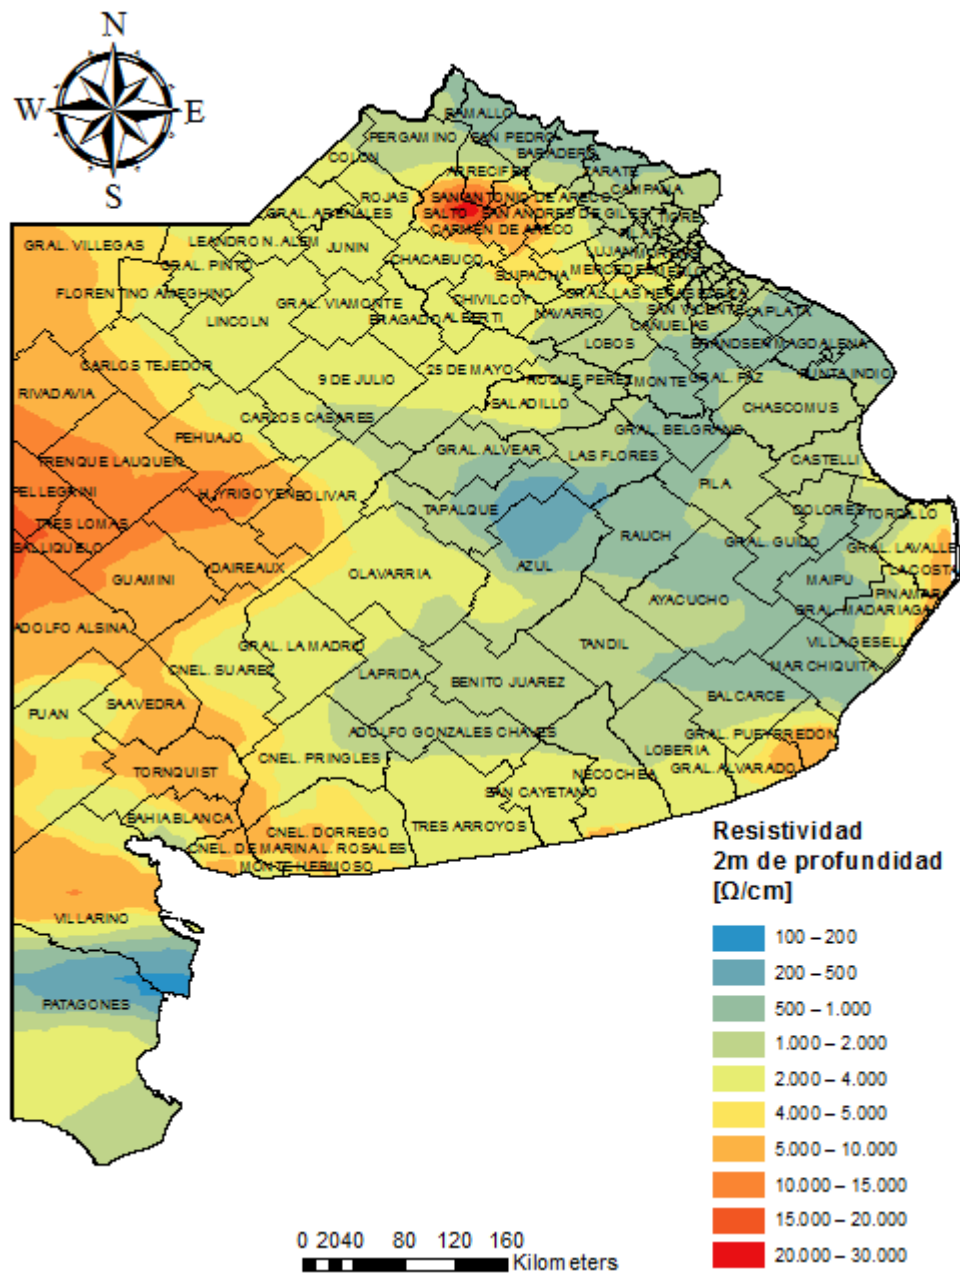 N
W E
S
RAMALLO
PERGAMINO
SAN PEDRO
BARADERO
COLON
ARRECIFES
ZARATE
CAMPANA
ROJAS
SAN ANTONIO DE ARECO
GRAL. ARENALES
SALTO
SAN ANDRES DE GILES
TIGRE
CARMEN DE ARECO
PILAR
GRAL. VILLEGAS
LEANDRO N. ALEM
JUNIN
LUJAN
MORENO
GRAL. PINTO
CHACABUCO
SUIPACHA
MERCEDES
FLORENTINO AMEGHINO
GRAL. VIAMONTE
CHIVILCOY
GRAL. LAS HERAS
LINCOLN
BRAGADO
ALBERTI
NAVARRO
SAN VICENTE
LA PLATA
CAÑUELAS
LOBOS
BRANDSEN
MAGDALENA
CARLOS TEJEDOR
9 DE JULIO
25 DE MAYO
ROQUE PEREZ
MONTE
GRAL. PAZ
PUNTA INDIO
RIVADAVIA
SALADILLO
CHASCOMUS
CARLOS CASARES
PEHUAJO
GRAL. BELGRANO
GRAL. ALVEAR
LAS FLORES
CASTELLI
TRENQUE LAUQUEN
PILA
PELLEGRINI
H. YRIGOYEN
BOLIVAR
TAPALQUE
DOLORES
TORDILLO
TRES LOMAS
RAUCH
GRAL. GUIDO
SALLIQUELO
GRAL. LAVALLE
AZUL
LA COSTA
GUAMINI
DAIREAUX
OLAVARRIA
MAIPU
AYACUCHO
PINAMAR
GRAL. MADARIAGA
ADOLFO ALSINA
TANDIL
VILLA GESELL
GRAL. LA MADRID
CNEL. SUAREZ
LAPRIDA
BENITO JUAREZ
MAR CHIQUITA
BALCARCE
SAAVEDRA
PUAN
ADOLFO GONZALES CHAVES
GRAL. PUEYRREDON
CNEL. PRINGLES
LOBERIA
TORNQUIST
NECOCHEA
GRAL. ALVARADO
SAN CAYETANO
BAHIA BLANCA
CNEL. DORREGO
TRES ARROYOS
CNEL. DE MARINA L. ROSALES
MONTE HERMOSO
VILLARINO
PATAGONES
Resistividad
2m de profundidad
[Ω/cm]
100 – 200
200 – 500
500 – 1.000
1.000 – 2.000
2.000 – 4.000
4.000 – 5.000
5.000 – 10.000
10.000 – 15.000
15.000 – 20.000
20.000 – 30.000
0 20 40 80 120 160
Kilometers